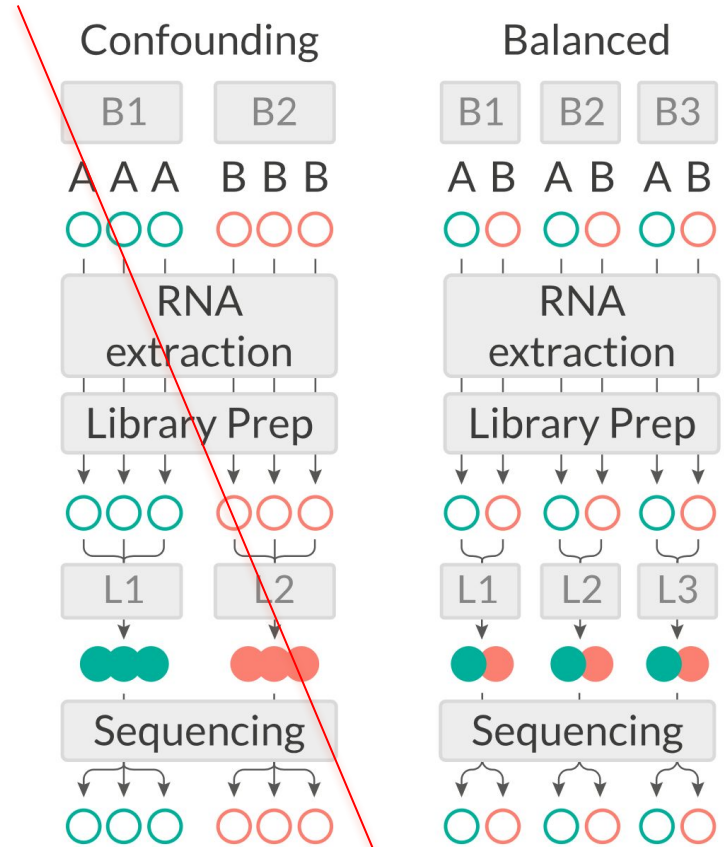 Confounding
B1 B2
A A A B B B
RNA
extraction
Library Prep
L1 L2
Sequencing
Balanced
B1 B2 B3
A B A B A B
RNA
extraction
Library Prep
L1 L2 L3
Sequencing